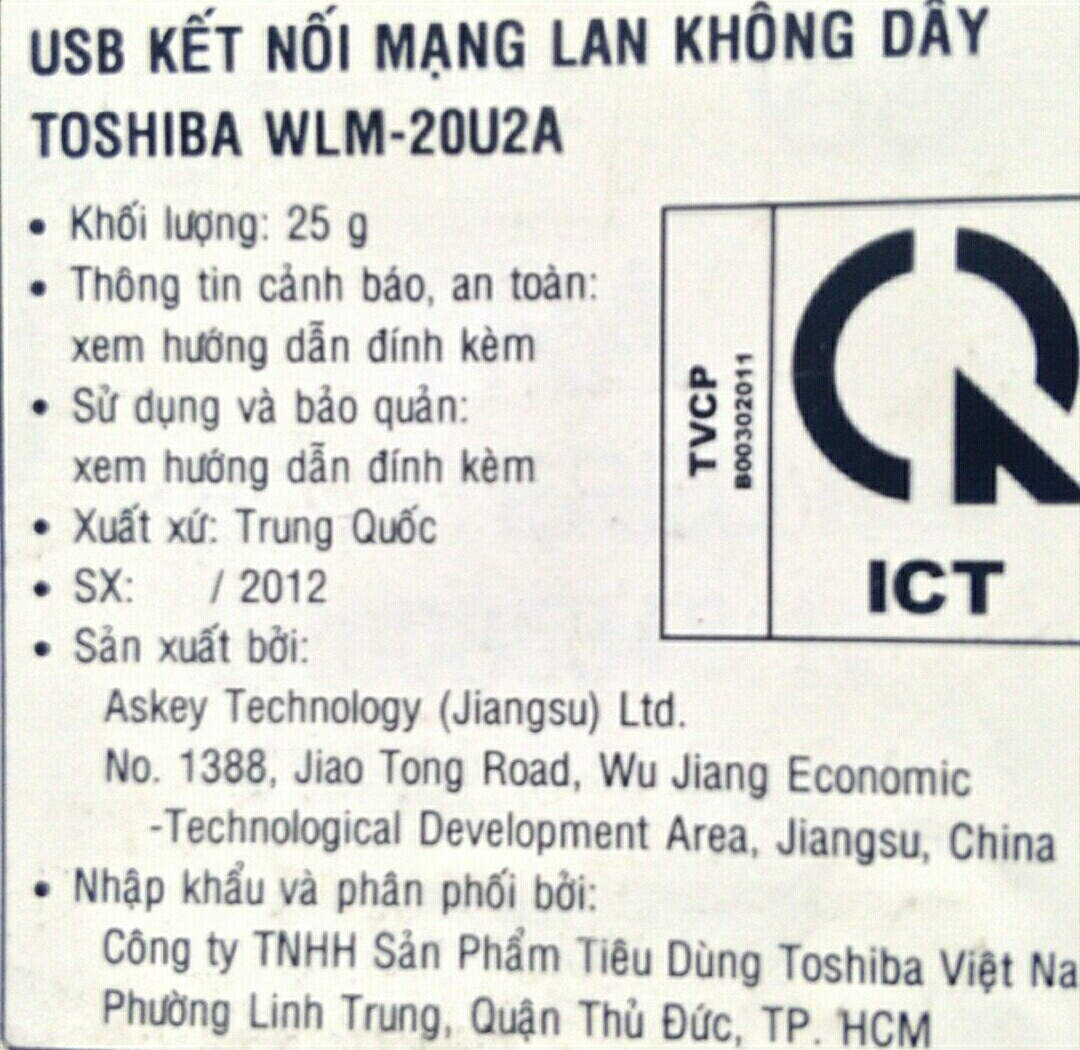 USB KẾT NỐI MẠNG LAN KHÔNG DÂY
TOSHIBA WLM-20U2A
• Khối lượng: 25 g
• Thông tin cảnh báo, an toàn:
xem hướng dẫn đính kèm
• Sử dụng và bảo quản:
xem hướng dẫn đính kèm
• Xuất xứ: Trung Quốc
• SX: / 2012
• Sản xuất bởi:
Askey Technology (Jiangsu) Ltd.
No. 1388, Jiao Tong Road, Wu Jiang Economic
-Technological Development Area, Jiangsu, China
• Nhập khẩu và phân phối bởi:
Công ty TNHH Sản Phẩm Tiêu Dùng Toshiba Việt Na
Phường Linh Trung, Quận Thủ Đức, TP. HCM
TVCP
B00302011
ICT